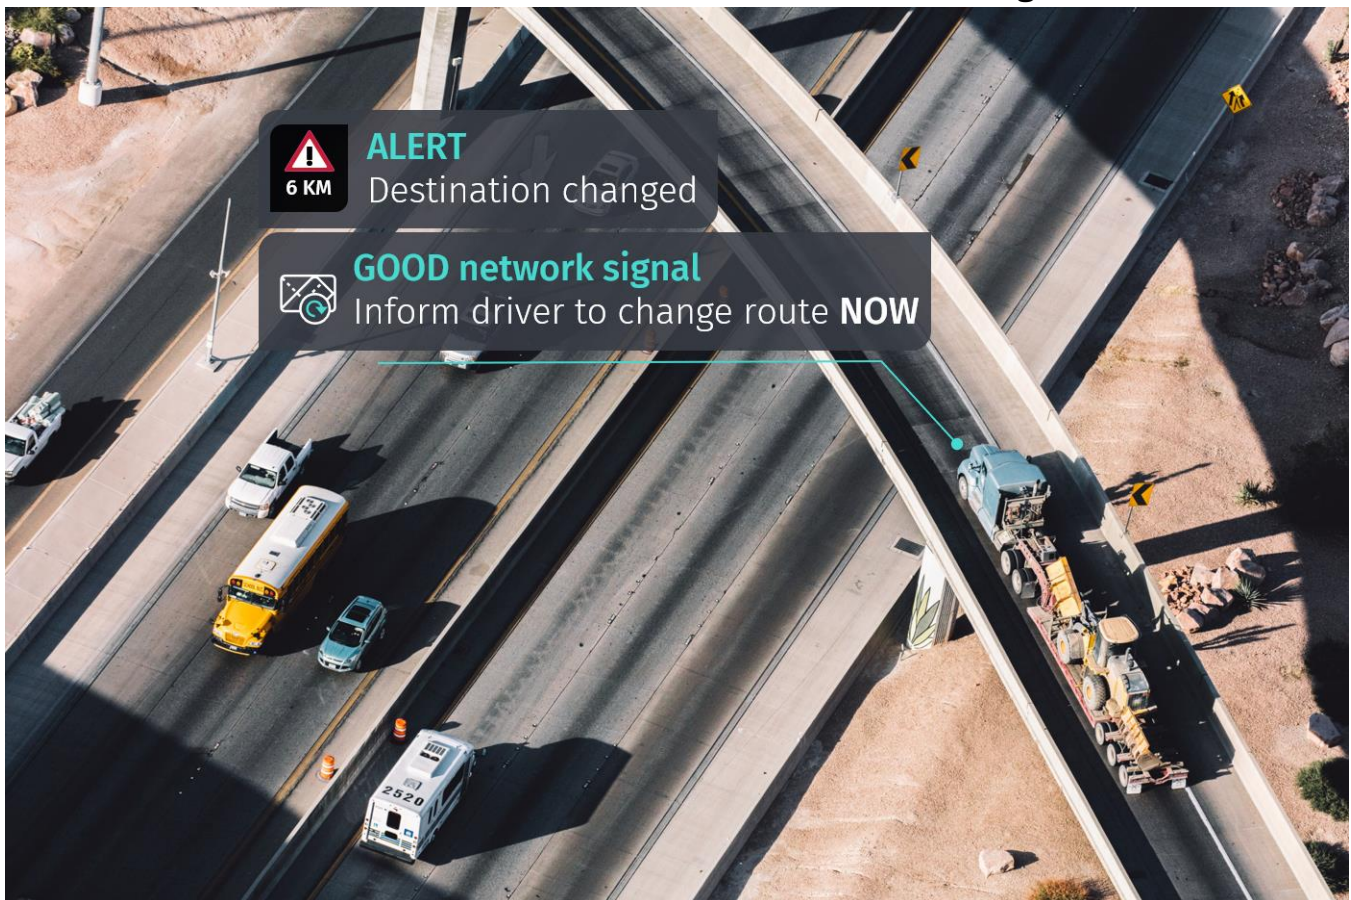 6 KM
ALERT
Destination changed
GOOD network signal
Inform driver to change route NOW
2520